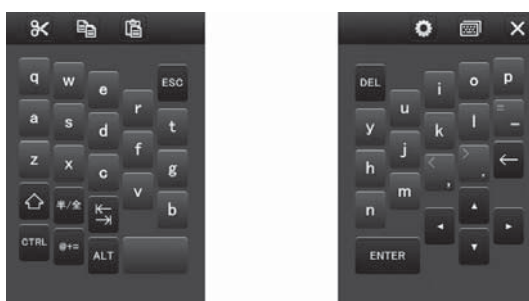 q w e r ESC
a s d f t
z x c v g
半/全 b
CTRL @+= ALT
DEL u i o p
y j k l = _
h m < , > ,
n
ENTER